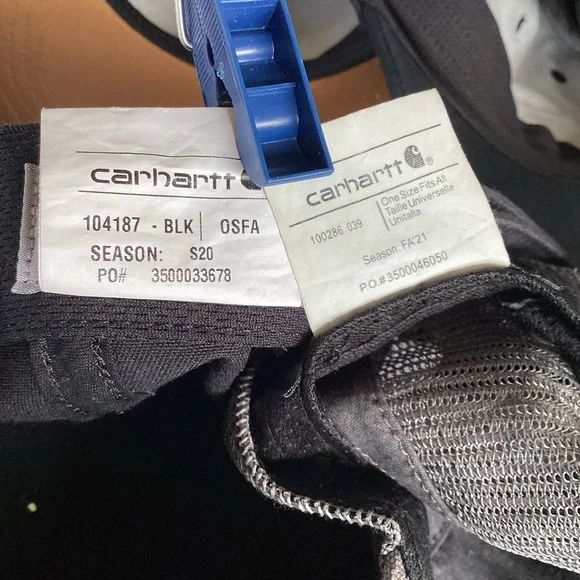 carhartt
104187 - BLK | OSFA
SEASON: S20
PO# 3500033678
carhartt®
100286 039 | One Size Fits All
Taille Universelle
Unitalla
Season: FA'21
P.O.#3500046050